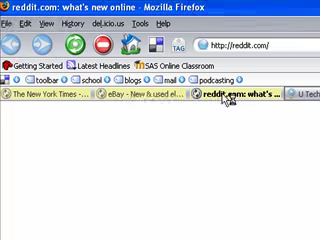 reddit.com: what's new online - Mozilla Firefox
View History del.icio.us Tools Help
TAG http://reddit.com/
Getting Started Latest Headlines SAS Online Classroom
del toolbar school blogs mail podcasting
The New York Times -... eBay - New & used el... reddit.com: what's ... U Tech